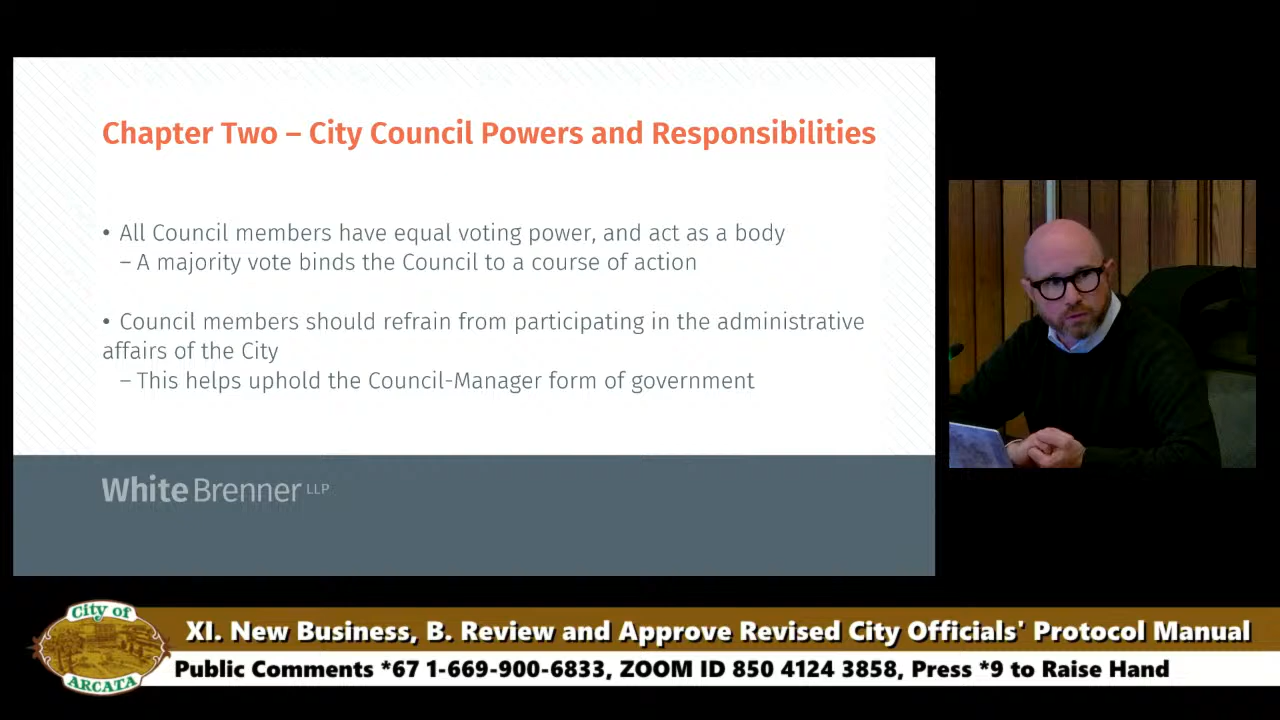 Chapter Two – City Council Powers and Responsibilities
• All Council members have equal voting power, and act as a body
– A majority vote binds the Council to a course of action
• Council members should refrain from participating in the administrative
affairs of the City
– This helps uphold the Council-Manager form of government
WhiteBrenner LLP
City of
ARCATA
XI. New Business, B. Review and Approve Revised City Officials' Protocol Manual
Public Comments *67 1-669-900-6833, ZOOM ID 850 4124 3858, Press *9 to Raise Hand